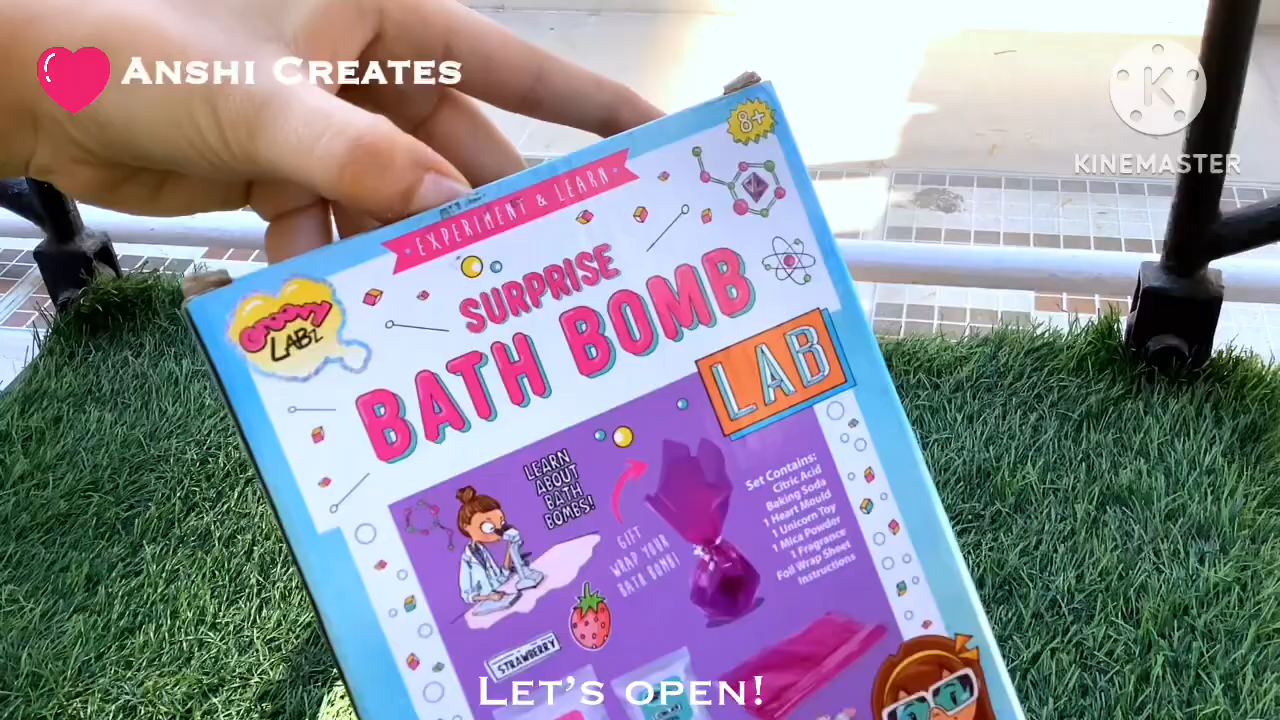 Anshi Creates
KINEMASTER
8+
EXPERIMENT & LEARN
GROOVY
LABZ
SURPRISE
BATH BOMB
LAB
LEARN
ABOUT
BATH
BOMBS!
GIFT
WRAP YOUR
BATH BOMB!
Set Contains:
Citric Acid
Baking Soda
1 Heart Mould
1 Unicorn Toy
1 Mica Powder
1 Fragrance
Foil Wrap Sheet
Instructions
STRAWBERRY
Let's open!